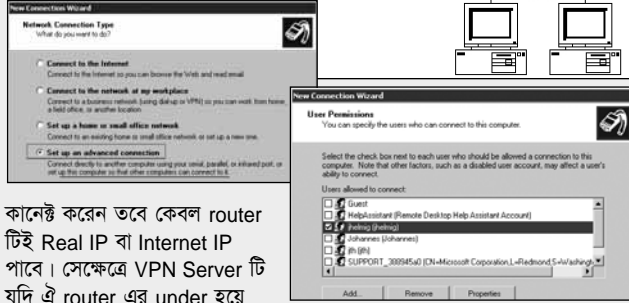 New Connection Wizard
Network Connection Type
What do you want to do?
Connect to the Internet
Connect to the Internet so you can browse the Web and read email.
Connect to the network at my workplace
Connect to a business network (using dial-up or VPN) so you can work from home,
a field office, or another location.
Set up a home or small office network
Connect to an existing home or small office network or set up a new one.
Set up an advanced connection
Connect directly to another computer using your serial, parallel, or infrared port, or
set up this computer so that other computers can connect to it.
New Connection Wizard
User Permissions
You can specify the users who can connect to this computer.
Select the check box next to each user who should be allowed a connection to this
computer. Note that other factors, such as a disabled user account, may affect a user's
ability to connect.
Users allowed to connect:
Guest
HelpAssistant (Remote Desktop Help Assistant Account)
jhelmig (jhelmig)
Johannes (Johannes)
jth (jth)
SUPPORT_388945a0 (CN=Microsoft Corporation,L=Redmond,S=Washingt
Add... Remove Properties
কানেক্ট করেন তবে কেবল router
টিই Real IP বা Internet IP
পাবে। সেক্ষেত্রে VPN Server টি
যদি ঐ router এর under হয়ে